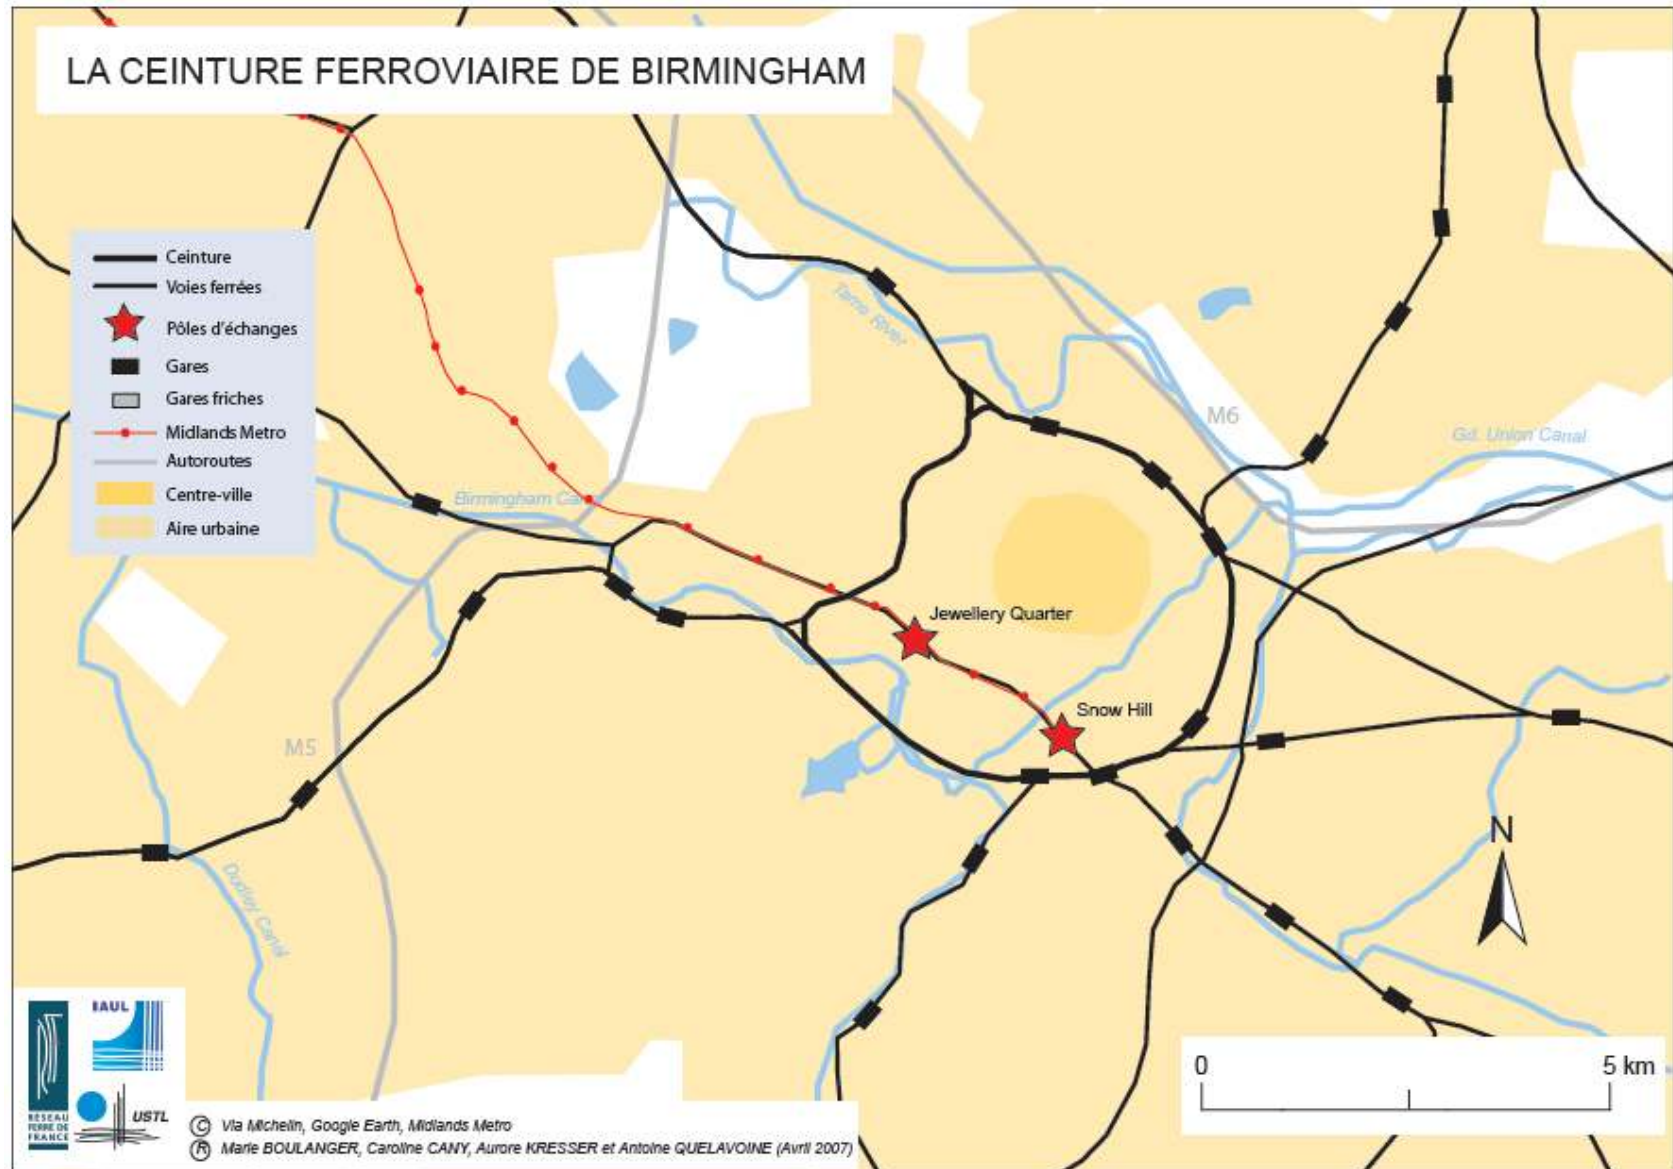 LA CEINTURE FERROVIAIRE DE BIRMINGHAM
Ceinture
Voies ferrées
Pôles d'échanges
Gares
Gares friches
Midlands Metro
Autoroutes
Centre-ville
Aire urbaine
Tame River
M6
Gd. Union Canal
Birmingham Ca
Jewellery Quarter
Snow Hill
M5
Dudley Canal
N
0 5 km
IAUL
RÉSEAU
FERRÉ DE
FRANCE
USTL
C Via Michelin, Google Earth, Midlands Metro
R Marie BOULANGER, Caroline CANY, Aurore KRESSER et Antoine QUELAVOINE (Avril 2007)